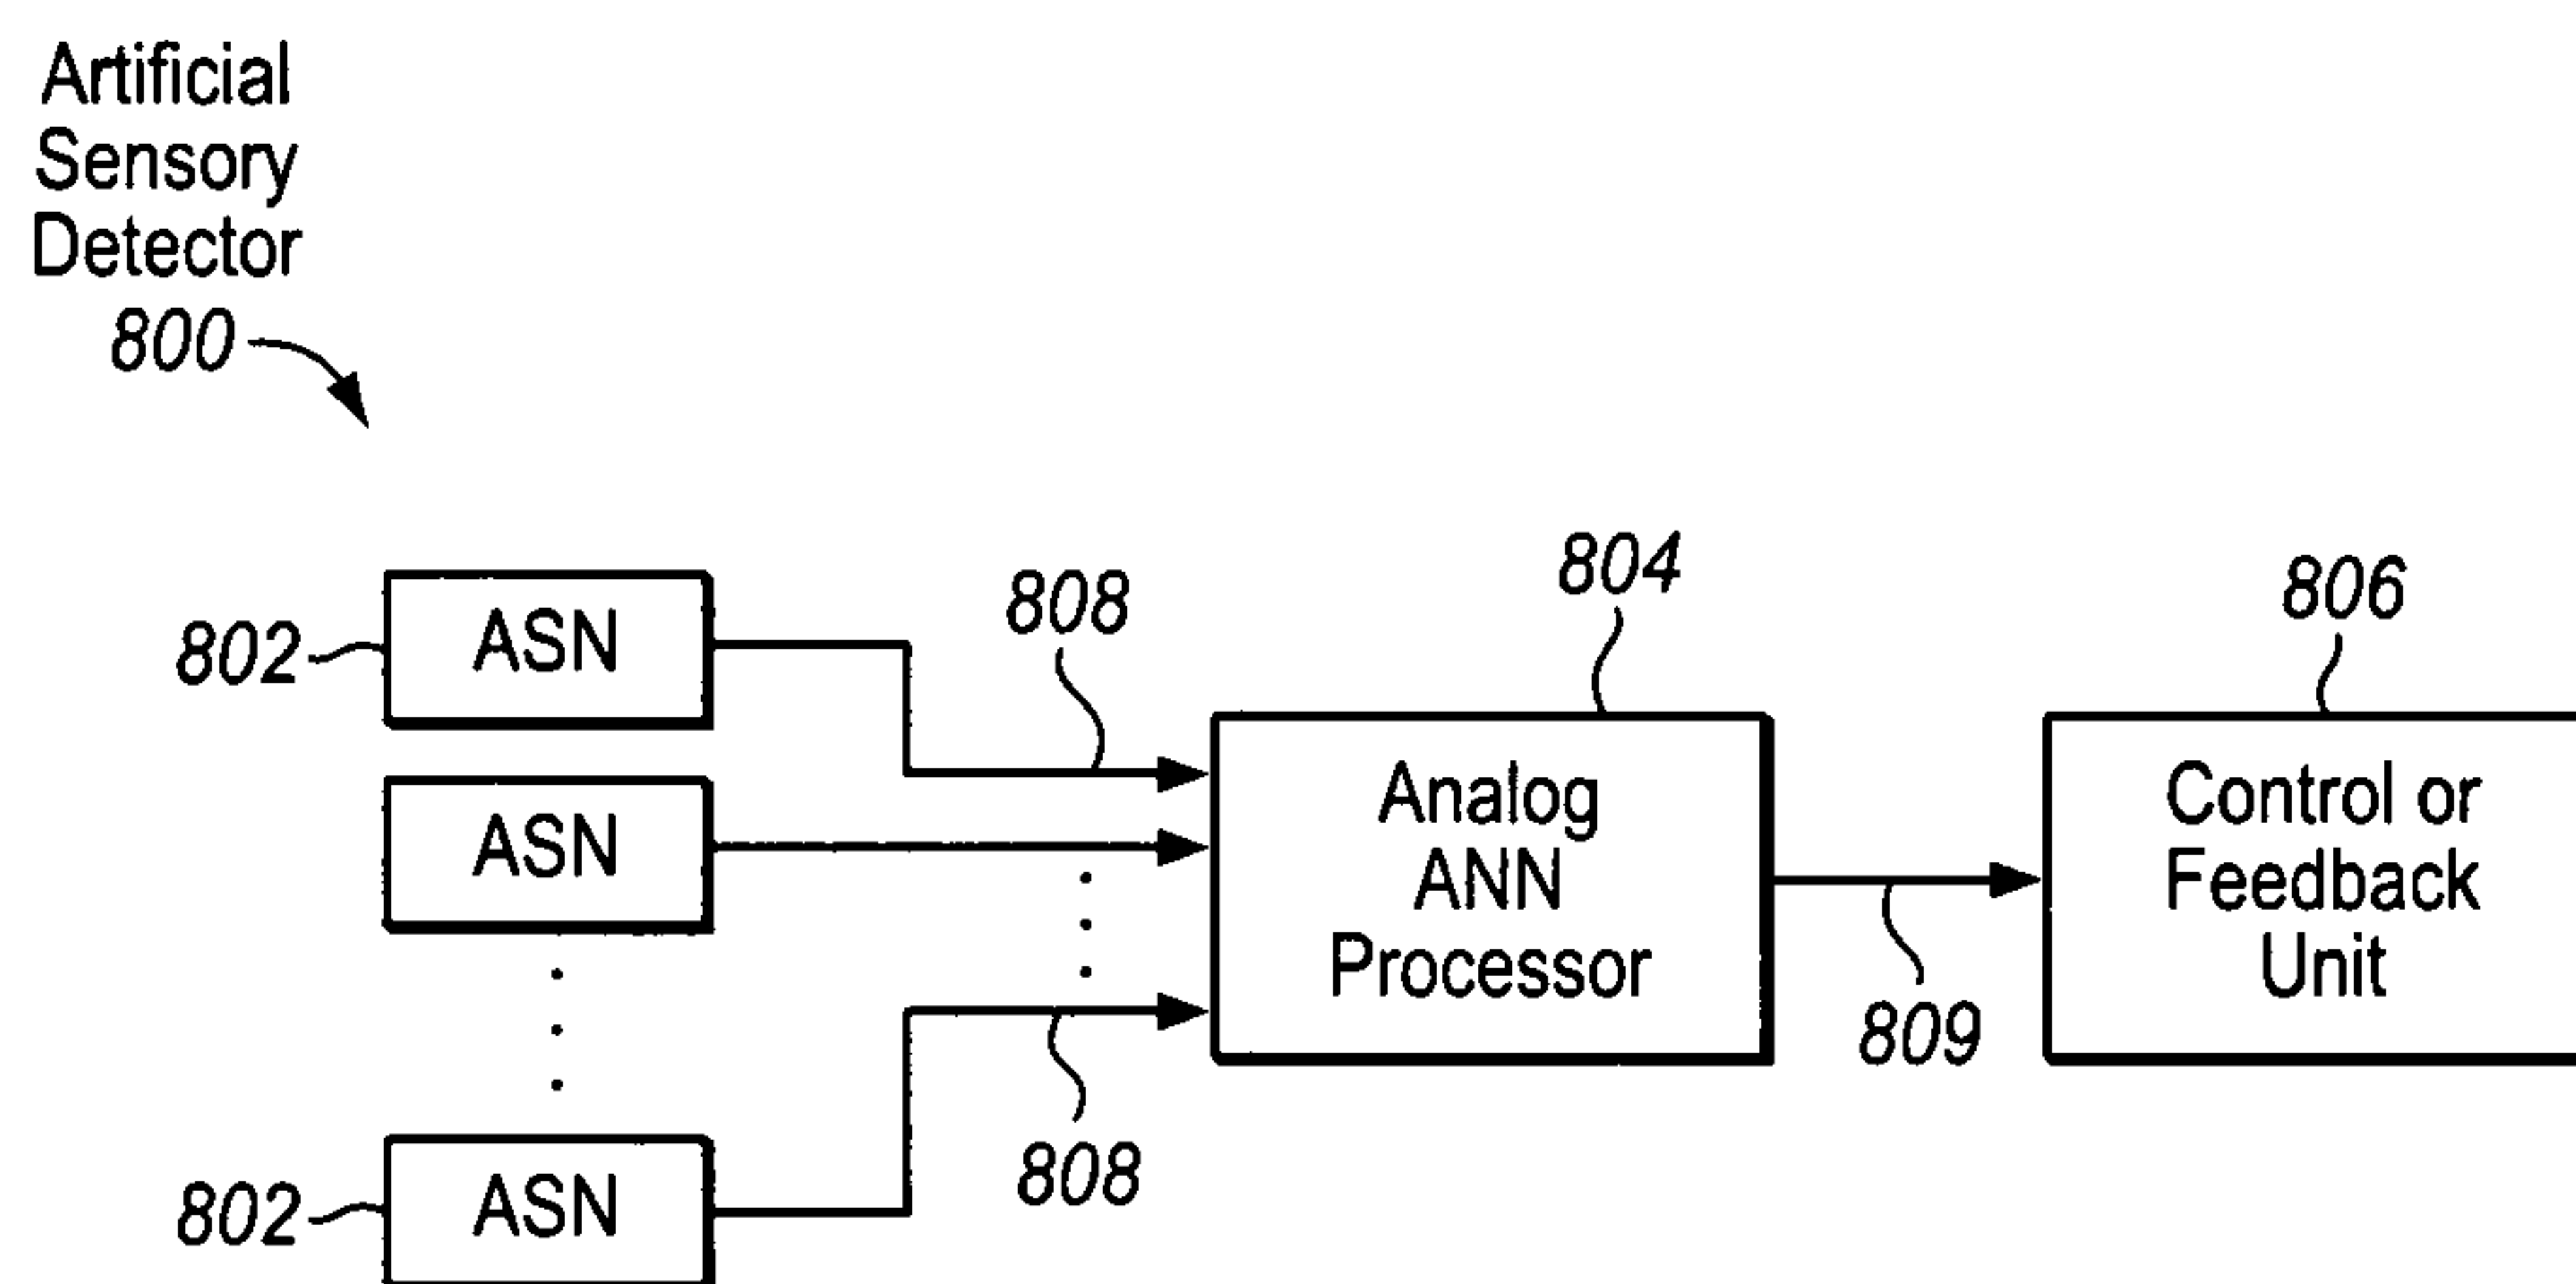 Artificial
Sensory
Detector
800
802
ASN
808
804
806
ASN
Analog
ANN
Processor
Control or
Feedback
Unit
809
808
802
ASN